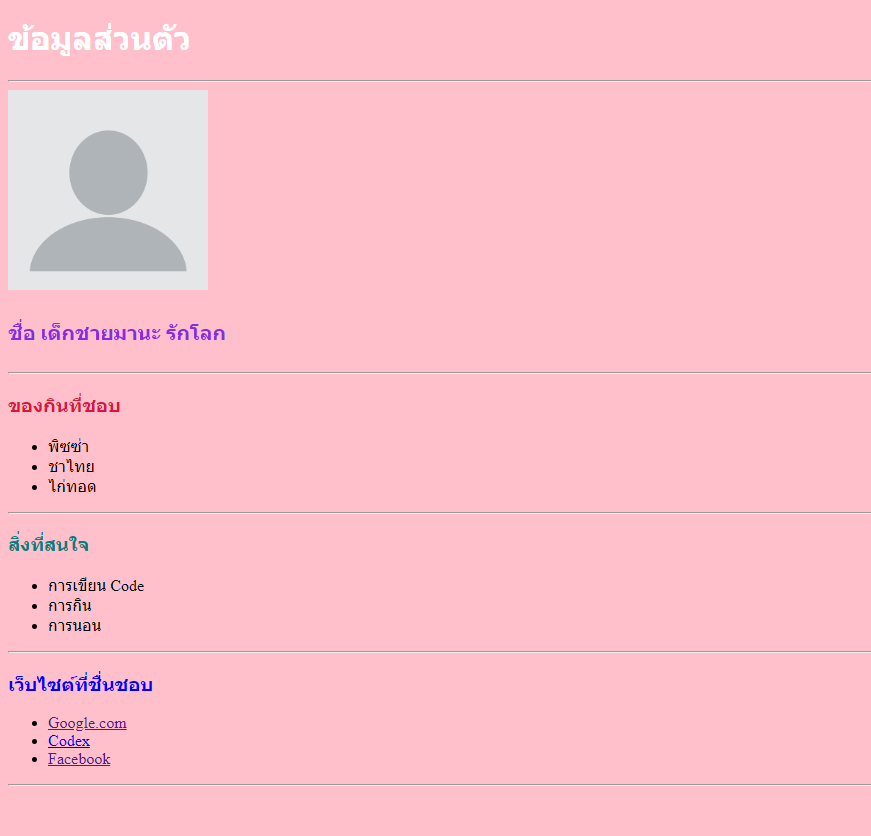 ข้อมูลส่วนตัว
ชื่อ เด็กชายมานะ รักโลก
ของกินที่ชอบ
พิซซ่า
ชาไทย
ไก่ทอด
สิ่งที่สนใจ
การเขียน Code
การกิน
การนอน
เว็บไซต์ที่ชื่นชอบ
Google.com
Codex
Facebook